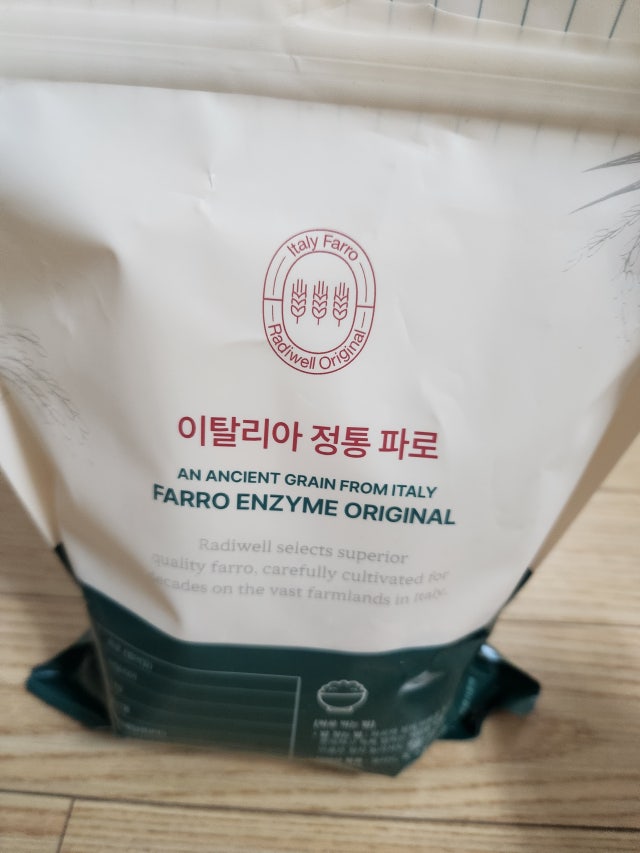 Italy Farro
Radiwell Original
이탈리아 정통 파로
AN ANCIENT GRAIN FROM ITALY
FARRO ENZYME ORIGINAL
Radiwell selects superior
quality farro, carefully cultivated for
decades on the vast farmlands in Italy.